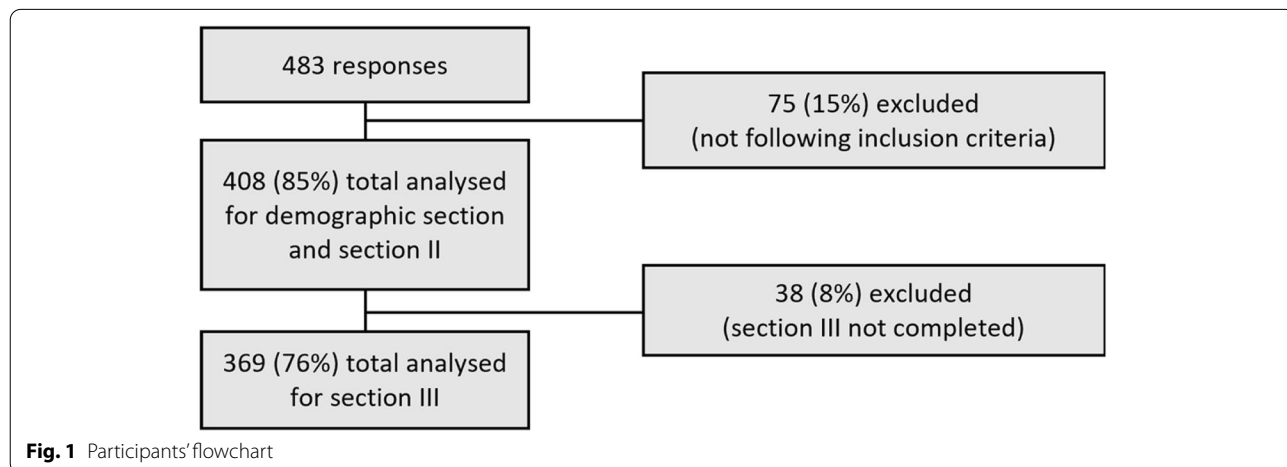 483 responses
75 (15%) excluded
(not following inclusion criteria)
408 (85%) total analysed
for demographic section
and section II
38 (8%) excluded
(section III not completed)
369 (76%) total analysed
for section III
Fig. 1 Participants’ flowchart